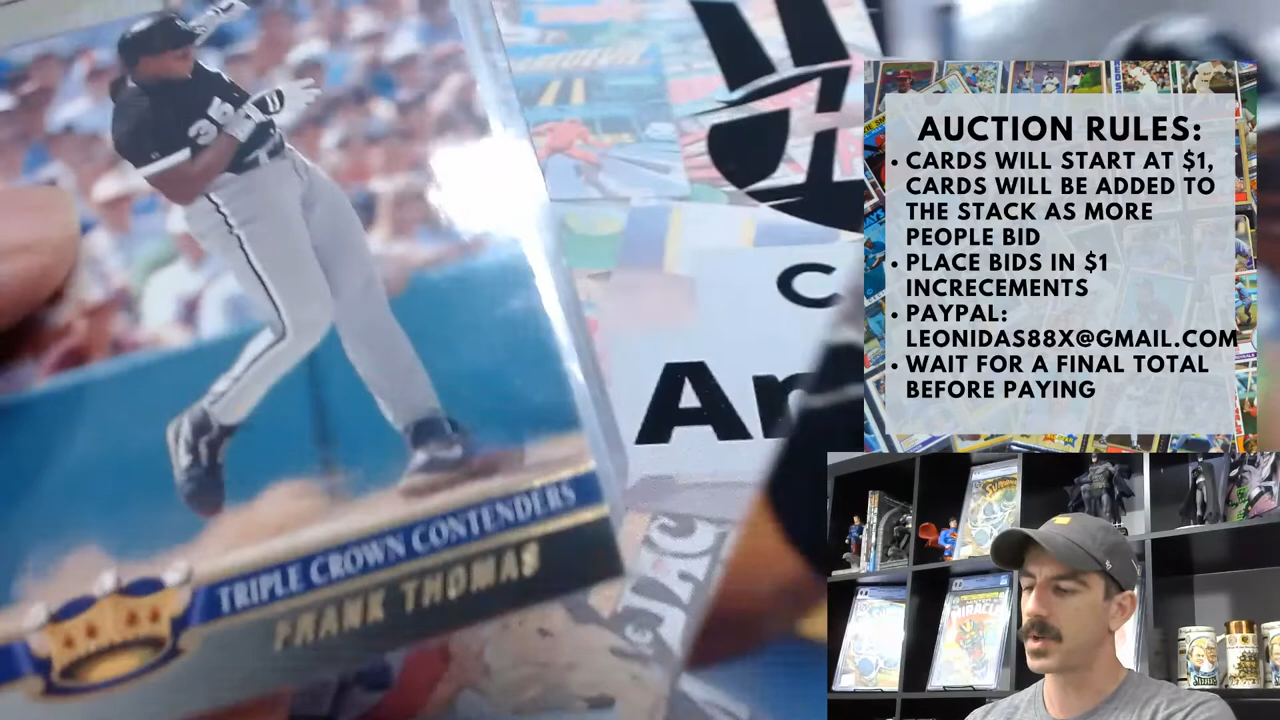 35
TRIPLE CROWN CONTENDERS
FRANK THOMAS
C
Ar
AUCTION RULES:
• CARDS WILL START AT $1,
CARDS WILL BE ADDED TO
THE STACK AS MORE
PEOPLE BID
• PLACE BIDS IN $1
INCRECEMENTS
• PAYPAL:
LEONIDAS88X@GMAIL.COM
• WAIT FOR A FINAL TOTAL
BEFORE PAYING